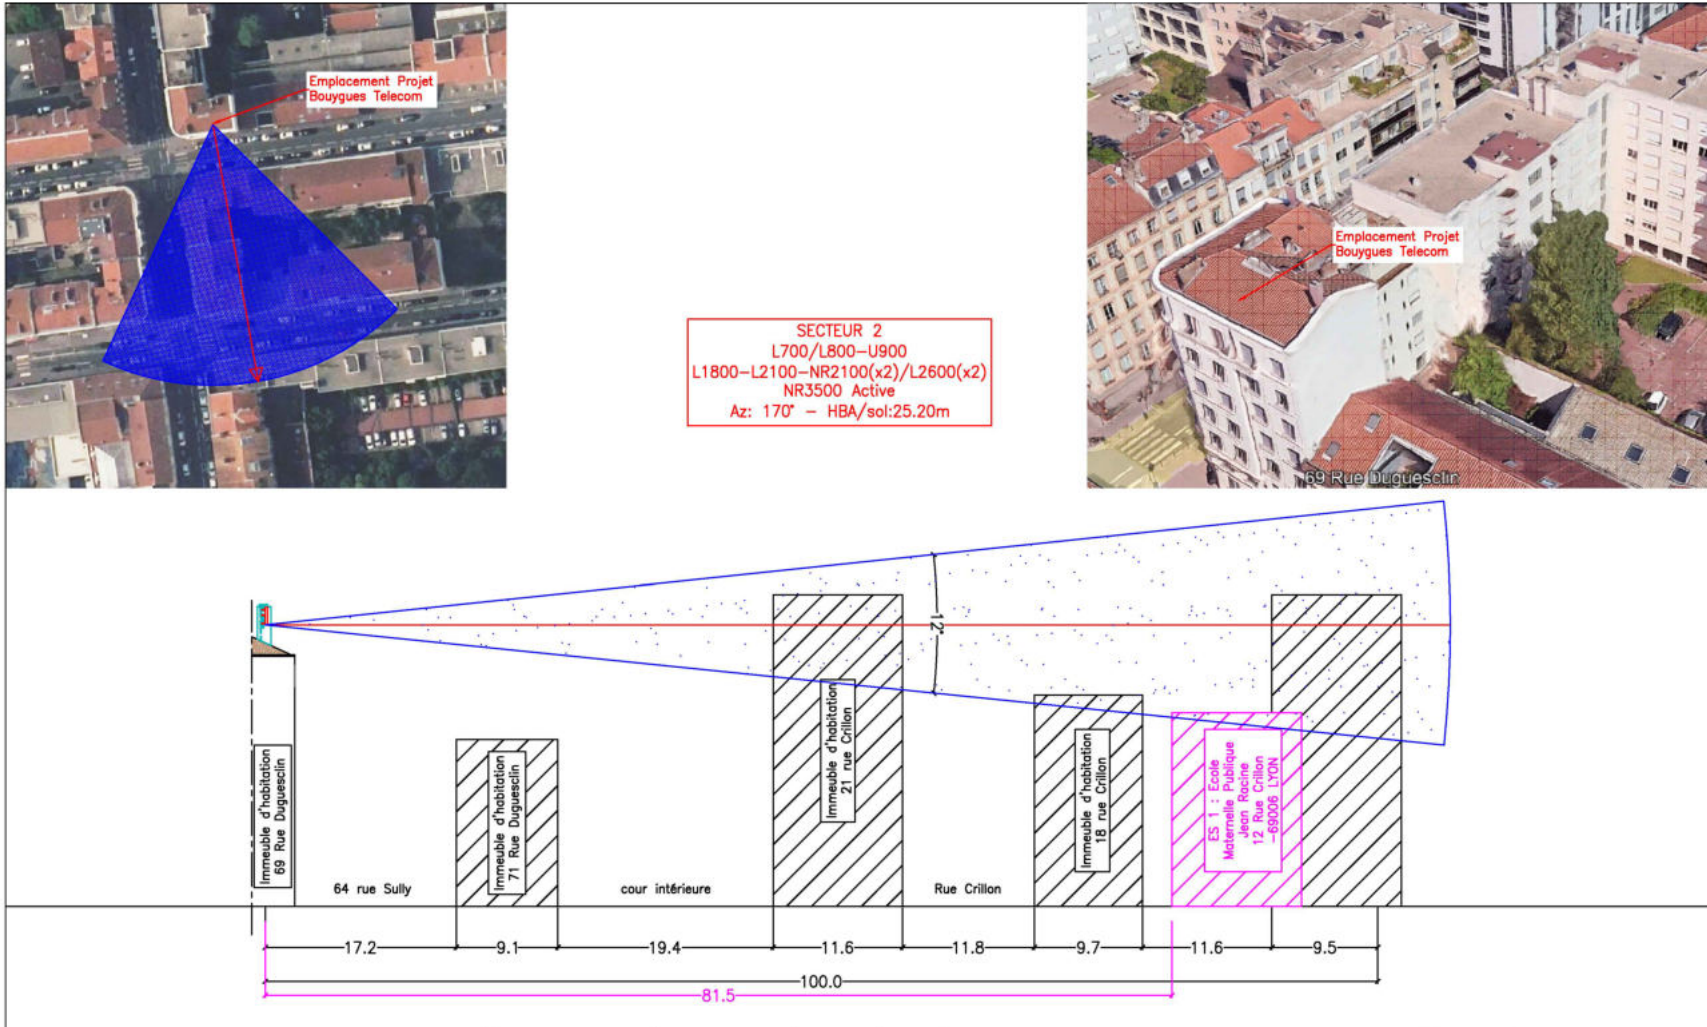 Emplacement Projet
Bouygues Telecom
Emplacement Projet
Bouygues Telecom
69 Rue Duguesclin
SECTEUR 2
L700/L800-U900
L1800-L2100-NR2100(x2)/L2600(x2)
NR3500 Active
Az: 170° - HBA/sol:25.20m
12°
Immeuble d'habitation
69 Rue Duguesclin
64 rue Sully
Immeuble d'habitation
71 Rue Duguesclin
cour intérieure
Immeuble d'habitation
21 rue Crillon
Rue Crillon
Immeuble d'habitation
18 rue Crillon
ES 1 : Ecole
Maternelle Publique
Jean Racine
12 Rue Crillon
-69006 LYON
17.2
9.1
19.4
11.6
11.8
9.7
11.6
9.5
100.0
81.5